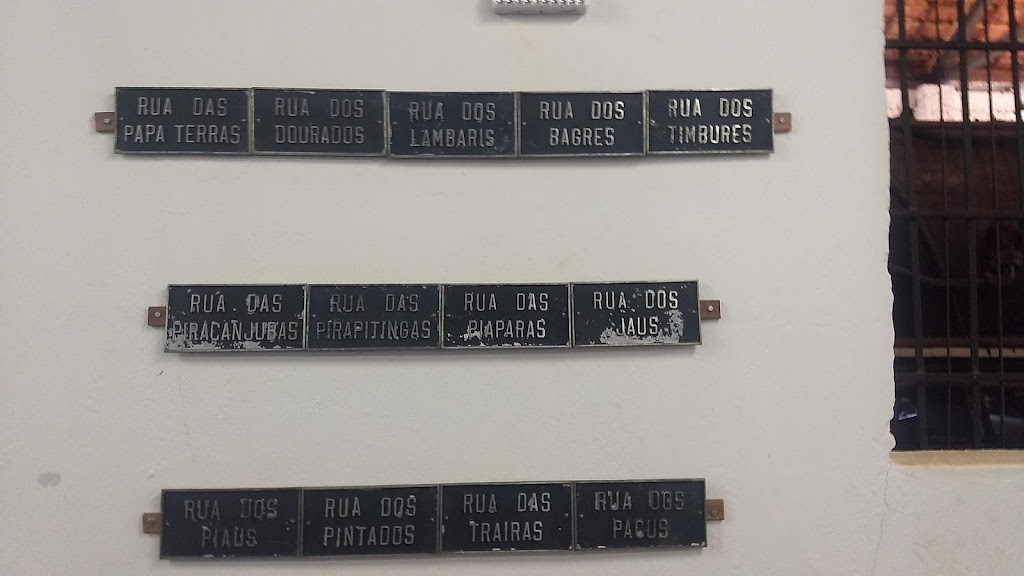 RUA DAS
PAPA TERRAS
RUA DOS
DOURADOS
RUA DOS
LAMBARIS
RUA DOS
BAGRES
RUA DOS
TIMBURES
RUA DAS
PIRACANJUBAS
RUA DAS
PIRAPITINGAS
RUA DAS
PIAPARAS
RUA DOS
JAUS
RUA DOS
PIAUS
RUA DOS
PINTADOS
RUA DAS
TRAIRAS
RUA DOS
PACUS